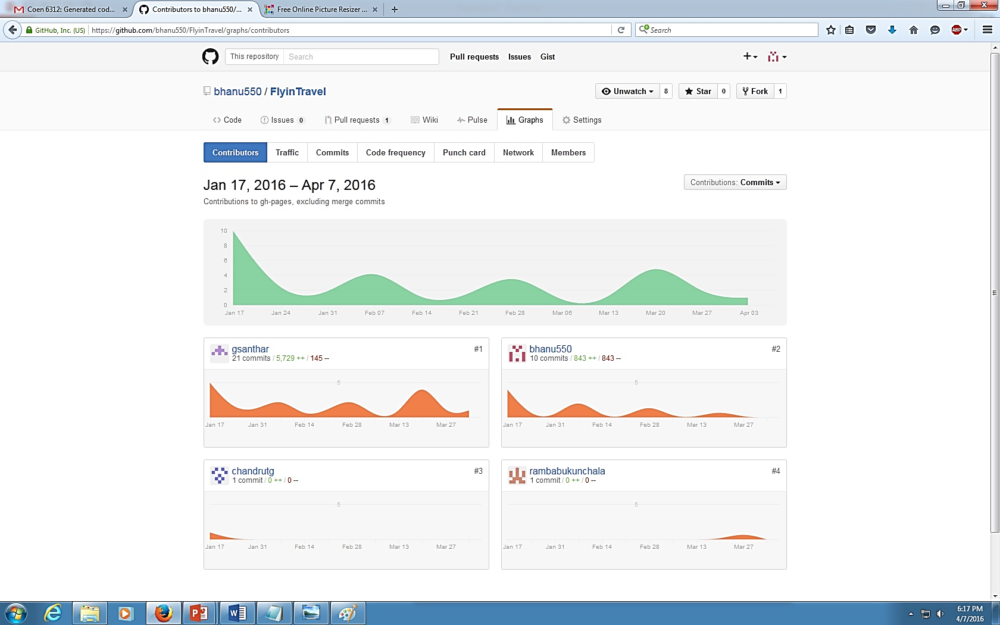 Coen 6312: Generated cod...
Contributors to bhanu550/...
Free Online Picture Resizer ...
GitHub, Inc. (US)
https://github.com/bhanu550/FlyinTravel/graphs/contributors
Search
ABP
This repository
Search
Pull requests
Issues
Gist
bhanu550 / FlyinTravel
Unwatch
8
Star
0
Fork
1
Code
Issues 0
Pull requests 1
Wiki
Pulse
Graphs
Settings
Contributors
Traffic
Commits
Code frequency
Punch card
Network
Members
Jan 17, 2016 – Apr 7, 2016
Contributions: Commits
Contributions to gh-pages, excluding merge commits
10
8
6
4
2
0
Jan 17
Jan 24
Jan 31
Feb 07
Feb 14
Feb 21
Feb 28
Mar 06
Mar 13
Mar 20
Mar 27
Apr 03
gsanthar
#1
21 commits / 5,729 ++ / 145 --
5
Jan 17
Jan 31
Feb 14
Feb 28
Mar 13
Mar 27
bhanu550
#2
10 commits / 843 ++ / 843 --
5
Jan 17
Jan 31
Feb 14
Feb 28
Mar 13
Mar 27
chandrutg
#3
1 commit / 0 ++ / 0 --
5
Jan 17
Jan 31
Feb 14
Feb 28
Mar 13
Mar 27
rambabukunchala
#4
1 commit / 0 ++ / 0 --
5
Jan 17
Jan 31
Feb 14
Feb 28
Mar 13
Mar 27
6:17 PM
4/7/2016